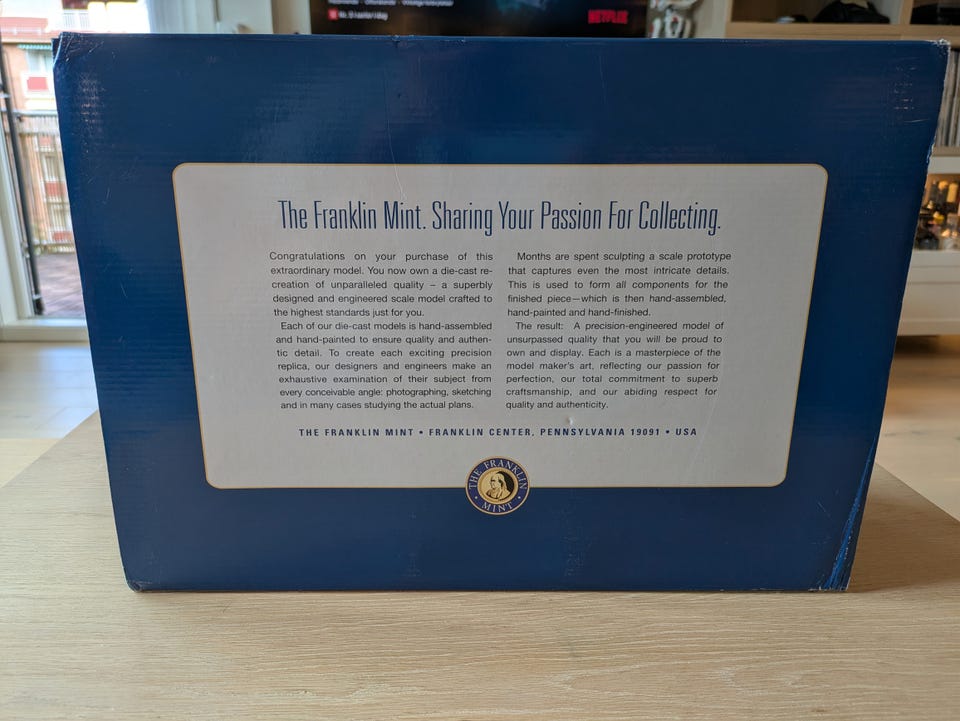 NETFLIX
The Franklin Mint. Sharing Your Passion For Collecting.
Congratulations on your purchase of this
extraordinary model. You now own a die-cast re-
creation of unparalleled quality – a superbly
designed and engineered scale model crafted to
the highest standards just for you.
Each of our die-cast models is hand-assembled
and hand-painted to ensure quality and authen-
tic detail. To create each exciting precision
replica, our designers and engineers make an
exhaustive examination of their subject from
every conceivable angle: photographing, sketching
and in many cases studying the actual plans.
Months are spent sculpting a scale prototype
that captures even the most intricate details.
This is used to form all components for the
finished piece—which is then hand-assembled,
hand-painted and hand-finished.
The result: A precision-engineered model of
unsurpassed quality that you will be proud to
own and display. Each is a masterpiece of the
model maker's art, reflecting our passion for
perfection, our total commitment to superb
craftsmanship, and our abiding respect for
quality and authenticity.
THE FRANKLIN MINT • FRANKLIN CENTER, PENNSYLVANIA 19091 • USA
THE FRANKLIN
MINT